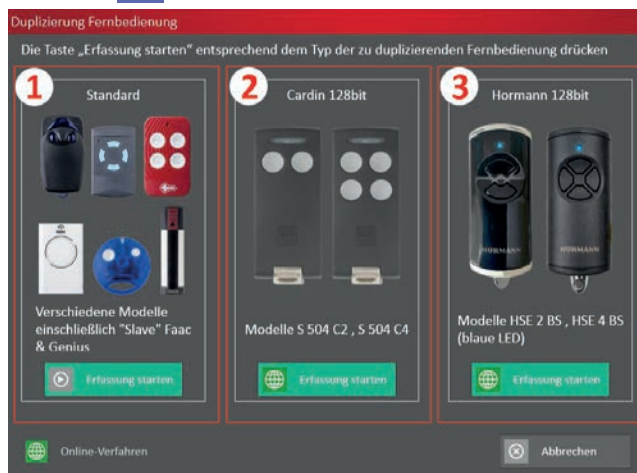 Duplizierung Fernbedienung
Die Taste „Erfassung starten“ entsprechend dem Typ der zu duplizierenden Fernbedienung drücken
1
Standard
Verschiedene Modelle
einschließlich "Slave" Faac
& Genius
Erfassung starten
2
Cardin 128bit
Modelle S 504 C2 , S 504 C4
Erfassung starten
3
Hormann 128bit
HORMANN
HORMANN
Modelle HSE 2 BS , HSE 4 BS
(blaue LED)
Erfassung starten
Online-Verfahren
Abbrechen